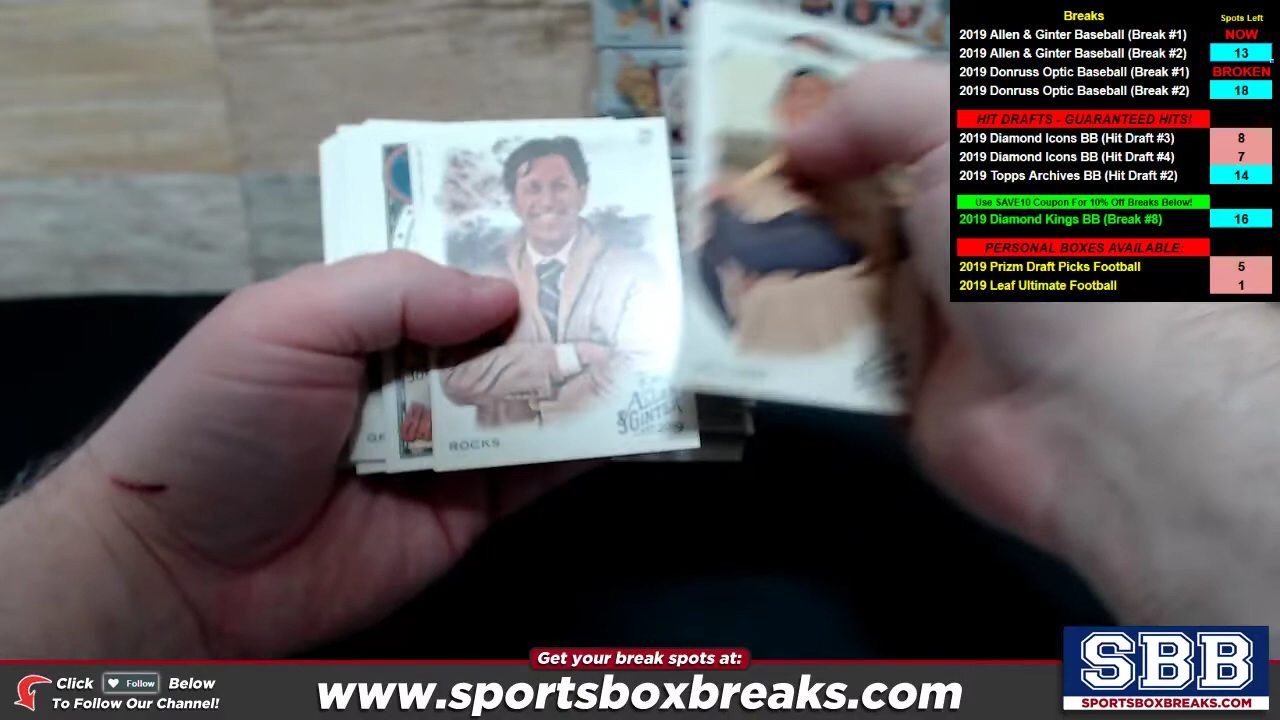 Breaks
Spots Left
2019 Allen & Ginter Baseball (Break #1) NOW
2019 Allen & Ginter Baseball (Break #2) 13
2019 Donruss Optic Baseball (Break #1) BROKEN
2019 Donruss Optic Baseball (Break #2) 18
HIT DRAFTS - GUARANTEED HITS!
2019 Diamond Icons BB (Hit Draft #3) 8
2019 Diamond Icons BB (Hit Draft #4) 7
2019 Topps Archives BB (Hit Draft #2) 14
Use SAVE10 Coupon For 10% Off Breaks Below!
2019 Diamond Kings BB (Break #8) 16
PERSONAL BOXES AVAILABLE:
2019 Prizm Draft Picks Football 5
2019 Leaf Ultimate Football 1
ROCKS
& GINTER
2019
Get your break spots at:
Click Follow Below
To Follow Our Channel!
www.sportsboxbreaks.com
SBB
SPORTSBOXBREAKS.COM